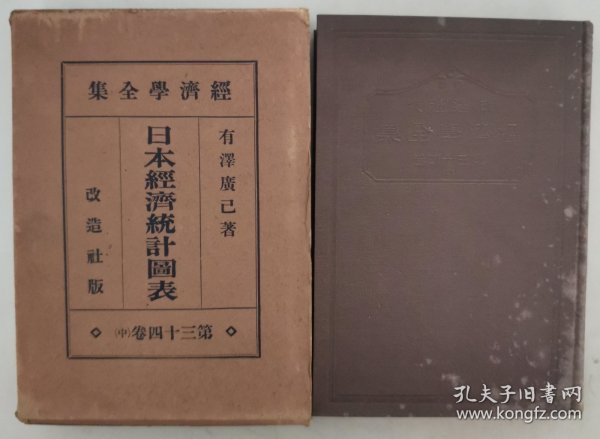 經濟學全集
有澤廣己著
日本經濟統計圖表
改造社版
◇ 第三十四卷(中) ◇
孔夫子旧书网
www.kongfz.com